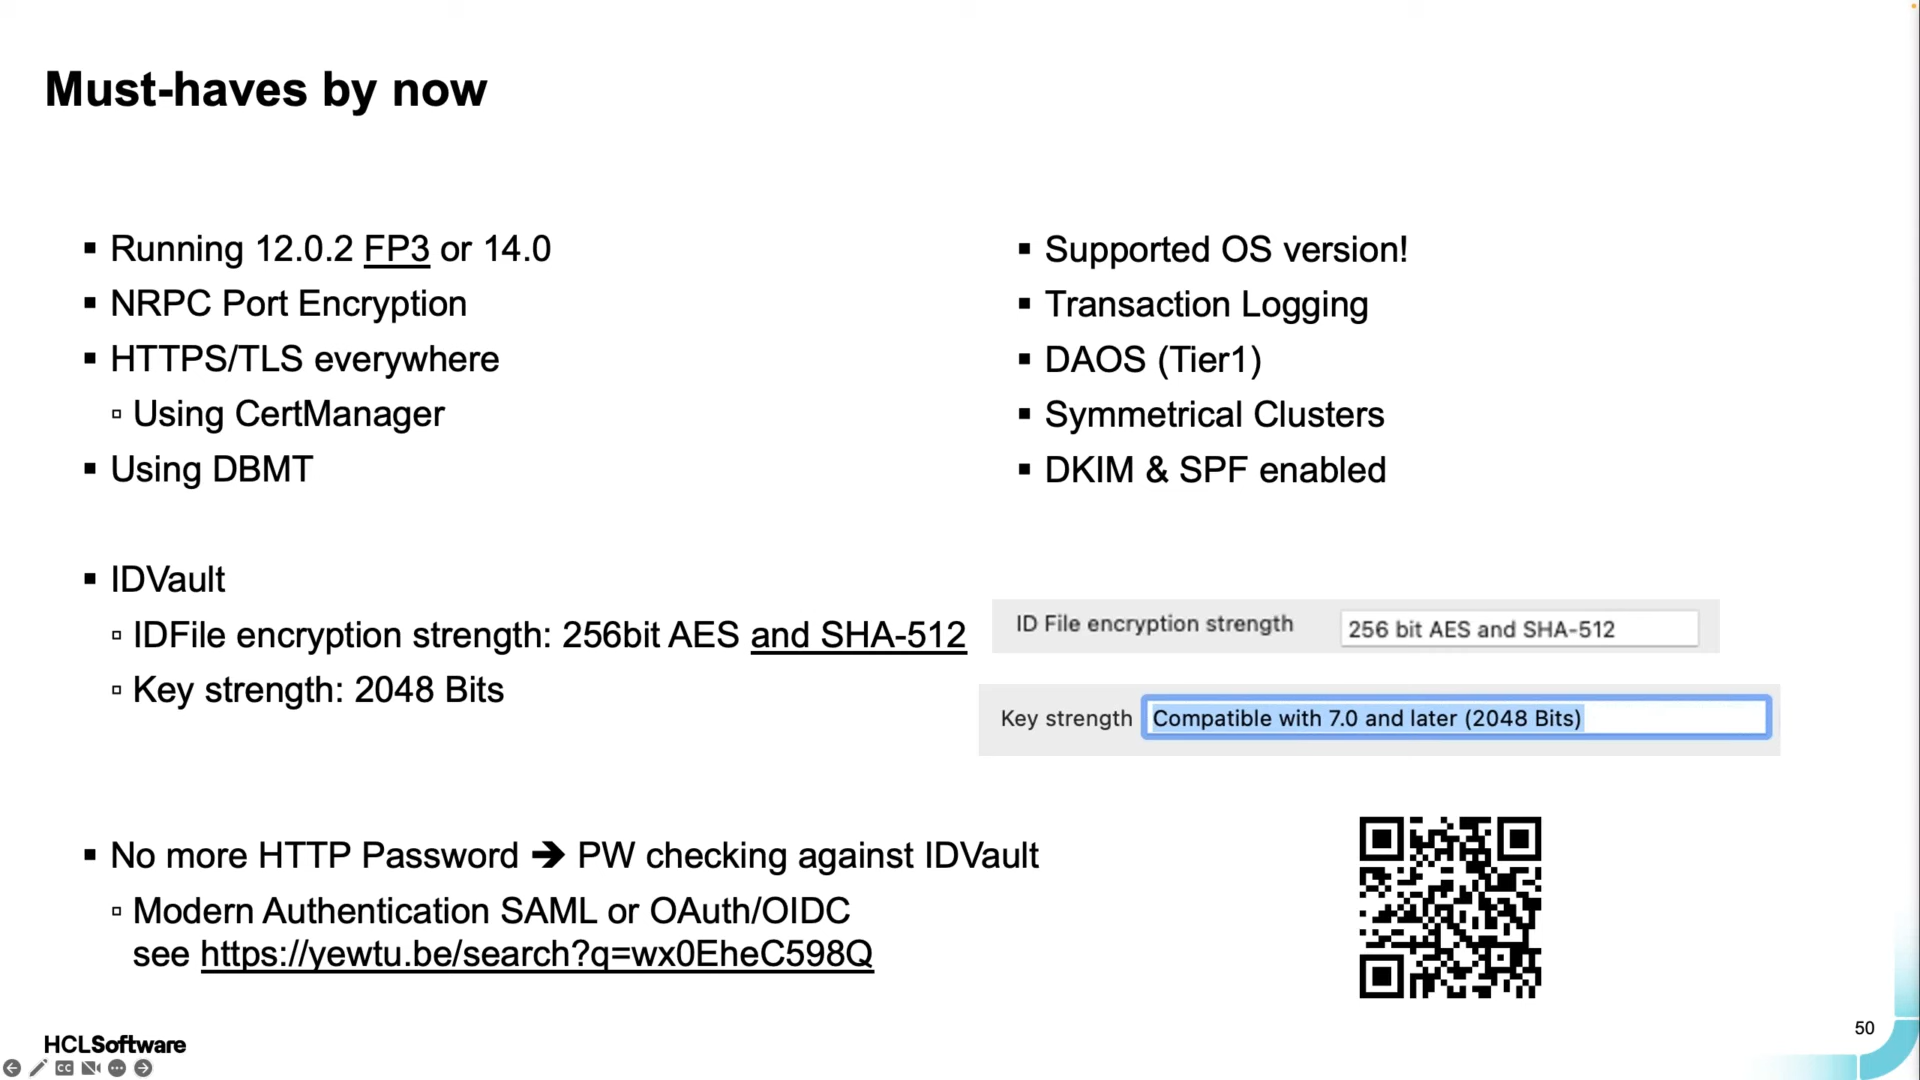 Must-haves by now
▪ Running 12.0.2 FP3 or 14.0
▪ NRPC Port Encryption
▪ HTTPS/TLS everywhere
▫ Using CertManager
▪ Using DBMT
▪ IDVault
▫ IDFile encryption strength: 256bit AES and SHA-512
▫ Key strength: 2048 Bits
▪ No more HTTP Password ➔ PW checking against IDVault
▫ Modern Authentication SAML or OAuth/OIDC
see https://yewtu.be/search?q=wx0EheC598Q
▪ Supported OS version!
▪ Transaction Logging
▪ DAOS (Tier1)
▪ Symmetrical Clusters
▪ DKIM & SPF enabled
ID File encryption strength 256 bit AES and SHA-512
Key strength Compatible with 7.0 and later (2048 Bits)
HCLSoftware
CC
50